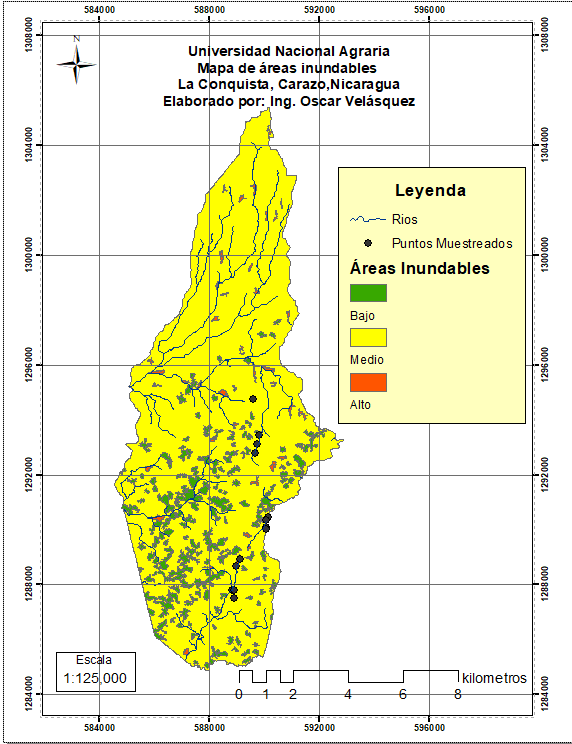 584000 588000 592000 596000
N
Universidad Nacional Agraria
Mapa de áreas inundables
La Conquista, Carazo,Nicaragua
Elaborado por: Ing. Oscar Velásquez
1308000 1308000
1304000 1304000
Leyenda
Rios
Puntos Muestreados
Áreas Inundables
Bajo
Medio
Alto
1300000 1300000
1296000 1296000
1292000 1292000
1288000 1288000
1284000 1284000
Escala
1:125,000
kilometros
0 1 2 4 6 8
584000 588000 592000 596000